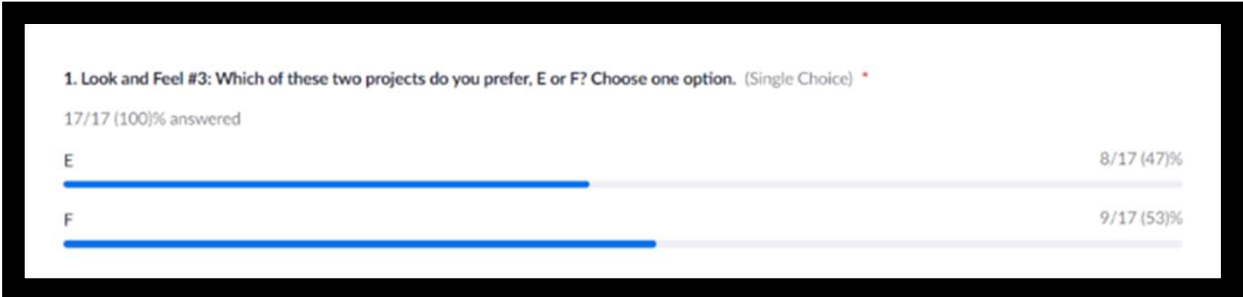 1. Look and Feel #3: Which of these two projects do you prefer, E or F? Choose one option. (Single Choice) *
17/17 (100)% answered
E 8/17 (47)%
F 9/17 (53)%